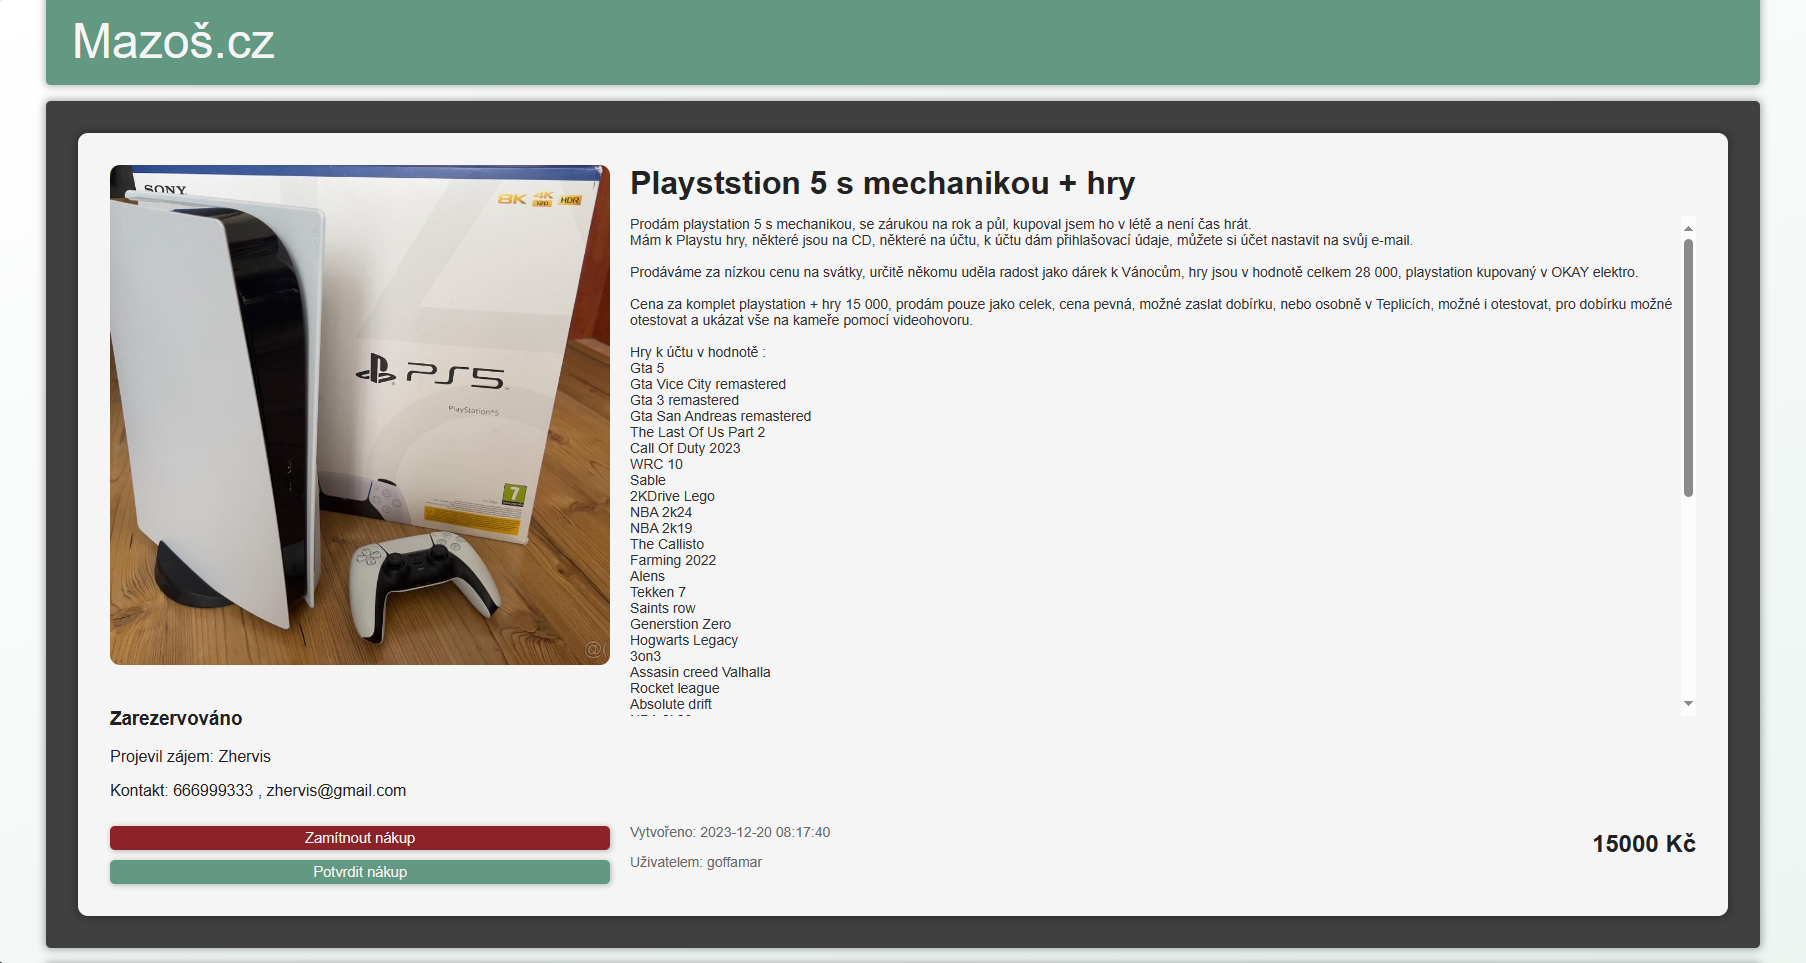 Mazoš.cz
SONY
8K 4K 120 HDR
PS5
PlayStation®5
7
Playststion 5 s mechanikou + hry
Prodám playstation 5 s mechanikou, se zárukou na rok a půl, kupoval jsem ho v létě a není čas hrát.
Mám k Playstu hry, některé jsou na CD, některé na účtu, k účtu dám přihlašovací údaje, můžete si účet nastavit na svůj e-mail.
Prodáváme za nízkou cenu na svátky, určitě někomu uděla radost jako dárek k Vánocům, hry jsou v hodnotě celkem 28 000, playstation kupovaný v OKAY elektro.
Cena za komplet playstation + hry 15 000, prodám pouze jako celek, cena pevná, možné zaslat dobírku, nebo osobně v Teplicích, možné i otestovat, pro dobírku možné
otestovat a ukázat vše na kameře pomocí videohovoru.
Hry k účtu v hodnotě :
Gta 5
Gta Vice City remastered
Gta 3 remastered
Gta San Andreas remastered
The Last Of Us Part 2
Call Of Duty 2023
WRC 10
Sable
2KDrive Lego
NBA 2k24
NBA 2k19
The Callisto
Farming 2022
Alens
Tekken 7
Saints row
Generstion Zero
Hogwarts Legacy
3on3
Assasin creed Valhalla
Rocket league
Absolute drift
Zarezervováno
Projevil zájem: Zhervis
Kontakt: 666999333 , zhervis@gmail.com
Zamítnout nákup
Potvrdit nákup
Vytvořeno: 2023-12-20 08:17:40
Uživatelem: goffamar
15000 Kč